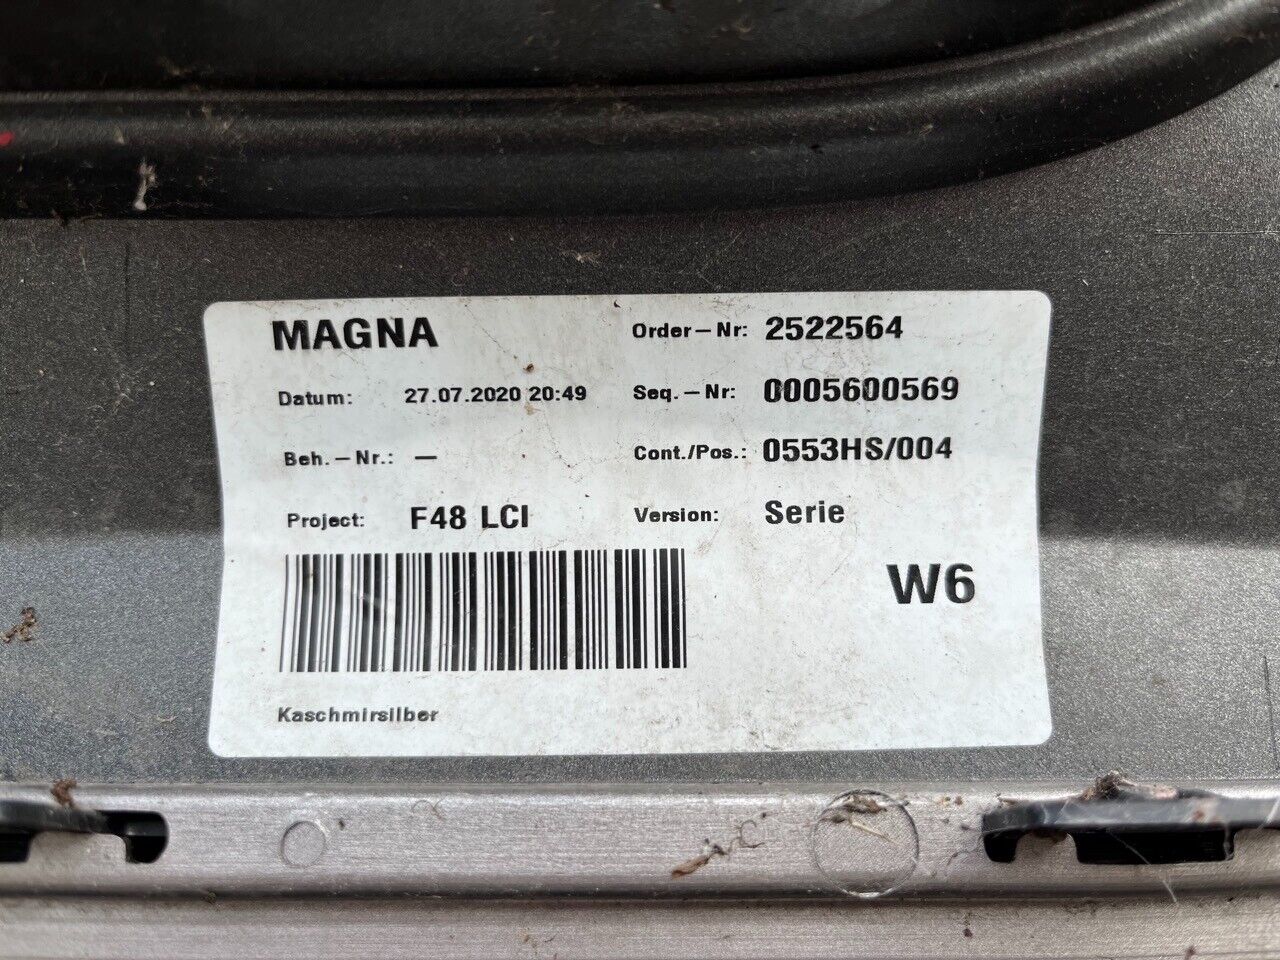 MAGNA Order-Nr: 2522564
Datum: 27.07.2020 20:49 Seq.-Nr: 0005600569
Beh.-Nr.: — Cont./Pos.: 0553HS/004
Project: F48 LCI Version: Serie
W6
Kaschmirsilber